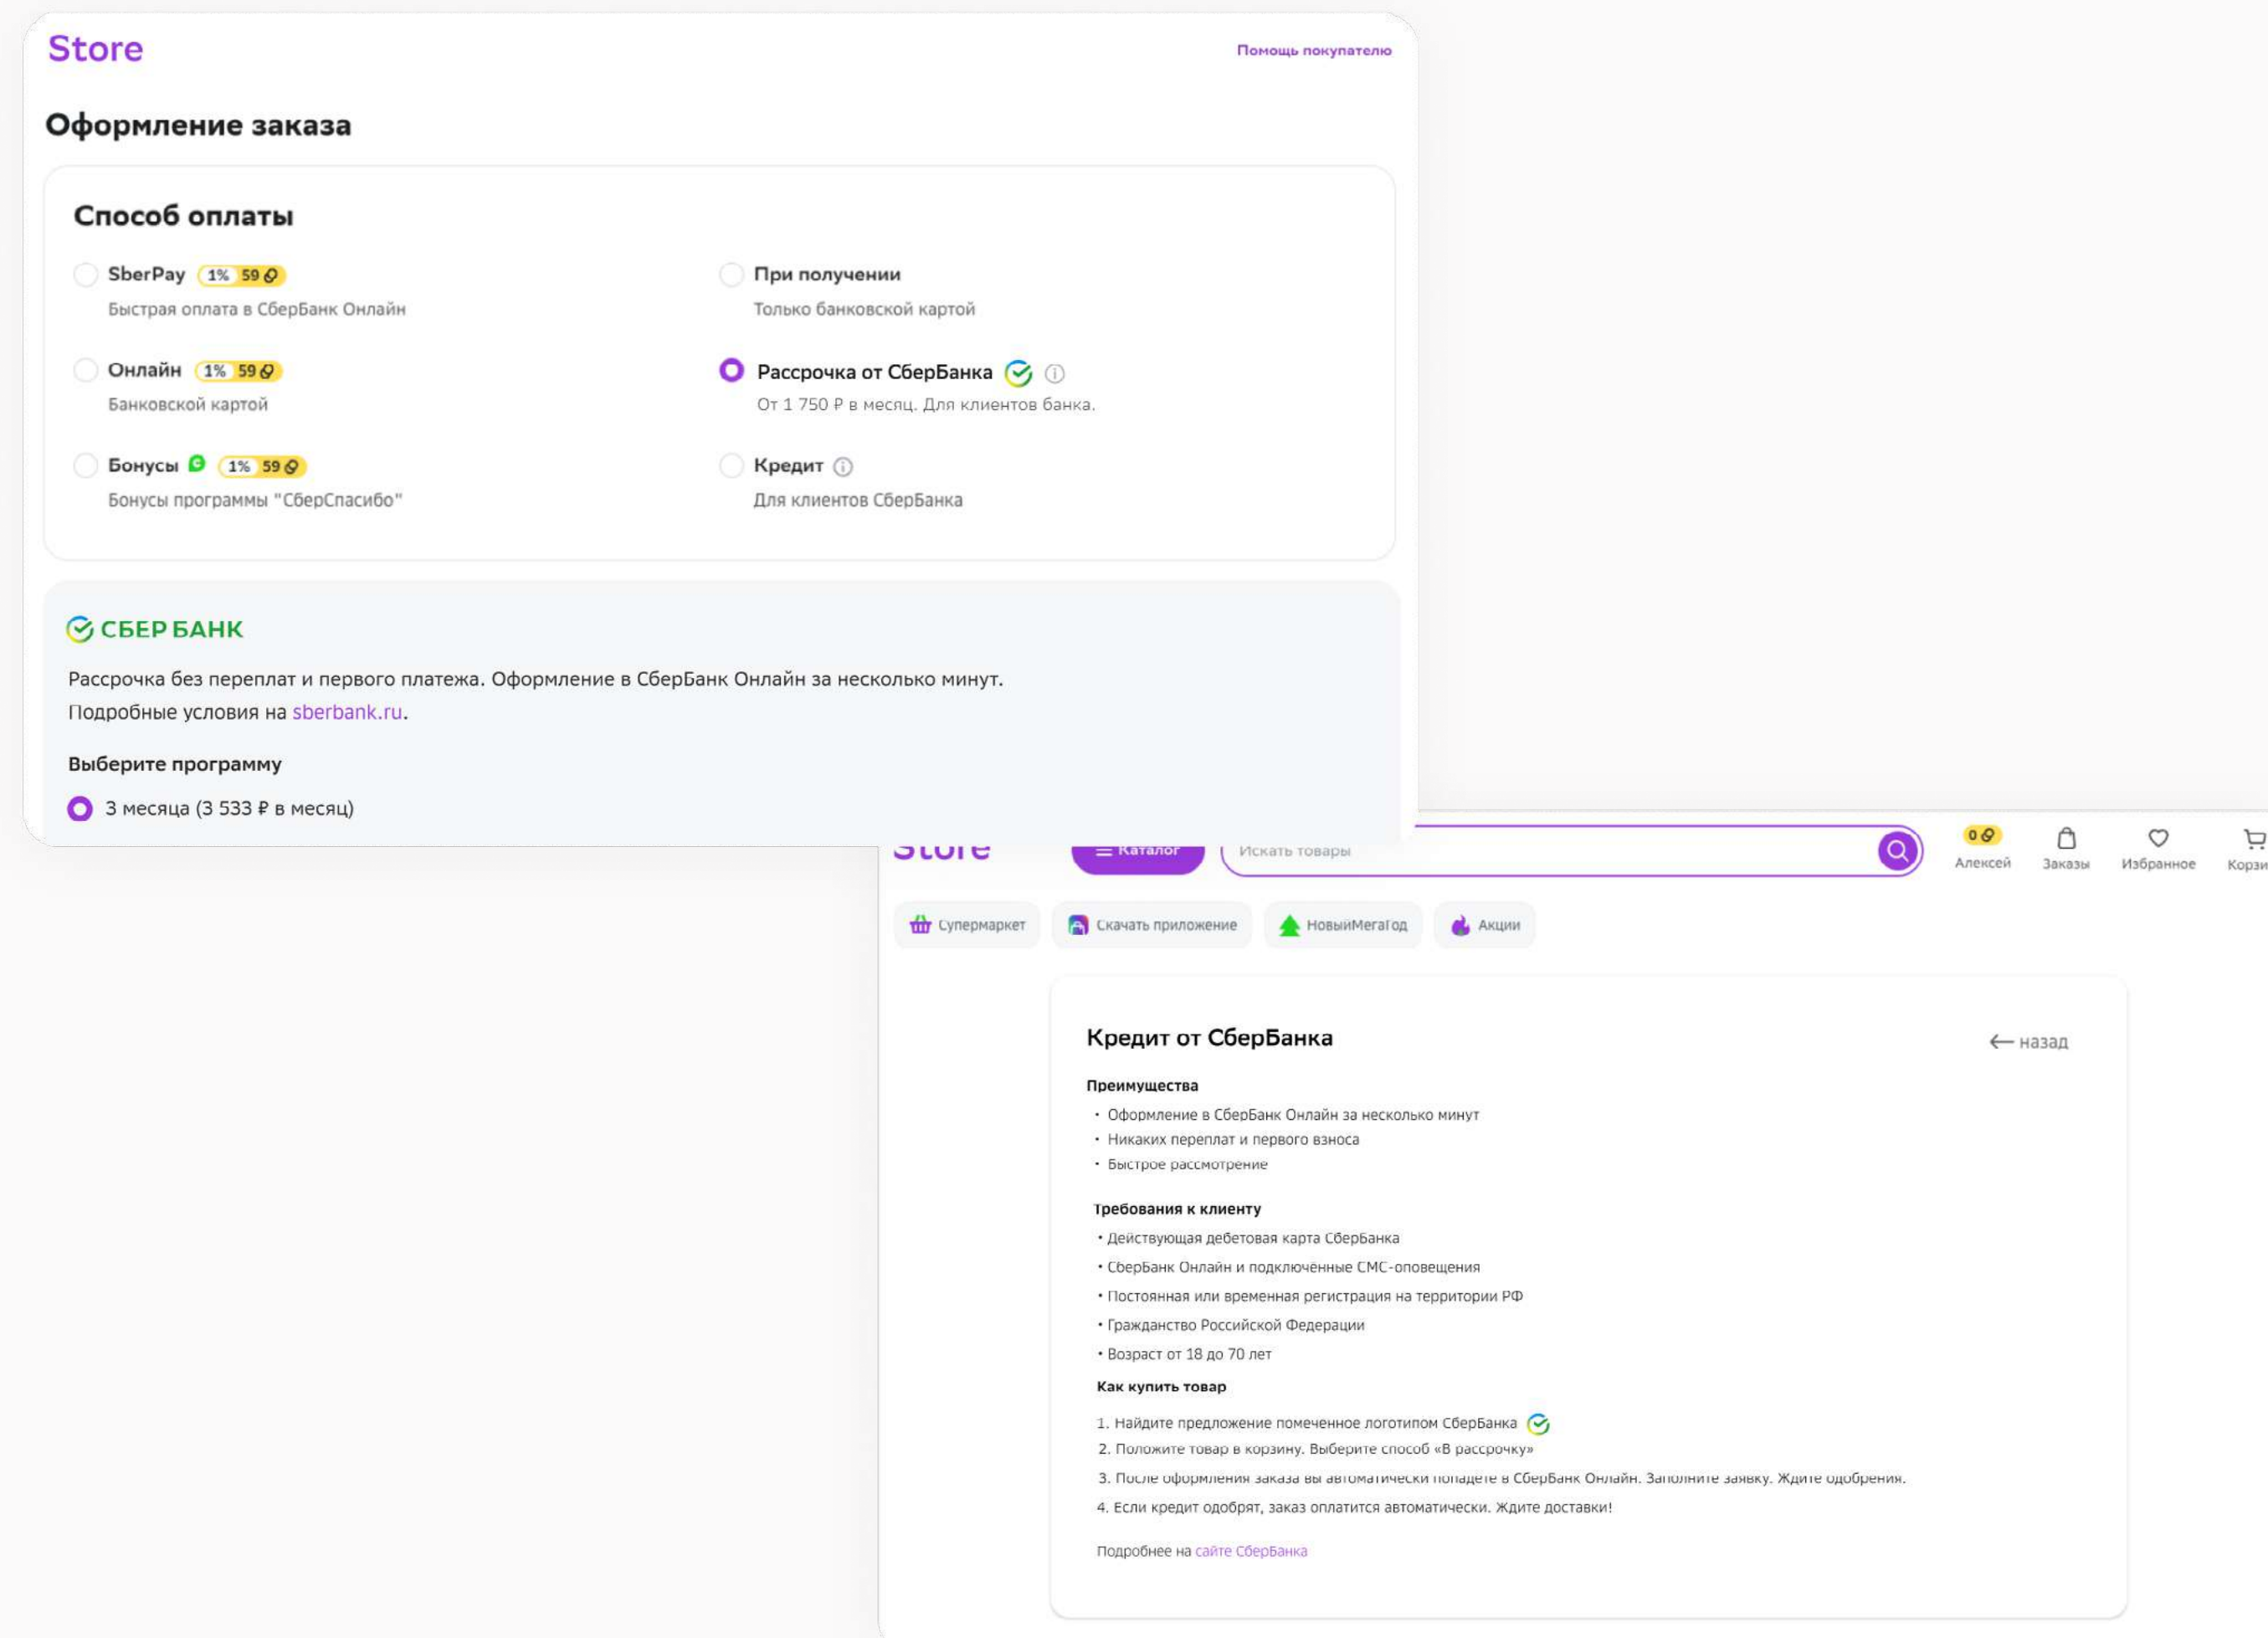 Store
Помощь покупателю
Оформление заказа
Способ оплаты
SberPay 1% 59
Быстрая оплата в СберБанк Онлайн
При получении
Только банковской картой
Онлайн 1% 59
Банковской картой
Рассрочка от СберБанка
От 1 750 ₽ в месяц. Для клиентов банка.
Бонусы 1% 59
Бонусы программы "СберСпасибо"
Кредит
Для клиентов СберБанка
СБЕР БАНК
Рассрочка без переплат и первого платежа. Оформление в СберБанк Онлайн за несколько минут.
Подробные условия на sberbank.ru.
Выберите программу
3 месяца (3 533 ₽ в месяц)
Store
Каталог
Искать товары
0
Алексей
Заказы
Избранное
Корзи
Супермаркет
Скачать приложение
НовыйМегаГод
Акции
Кредит от СберБанка
← назад
Преимущества
• Оформление в СберБанк Онлайн за несколько минут
• Никаких переплат и первого взноса
• Быстрое рассмотрение
Требования к клиенту
• Действующая дебетовая карта СберБанка
• СберБанк Онлайн и подключённые СМС-оповещения
• Постоянная или временная регистрация на территории РФ
• Гражданство Российской Федерации
• Возраст от 18 до 70 лет
Как купить товар
1. Найдите предложение помеченное логотипом СберБанка
2. Положите товар в корзину. Выберите способ «В рассрочку»
3. После оформления заказа вы автоматически попадете в СберБанк Онлайн. Заполните заявку. Ждите одобрения.
4. Если кредит одобрят, заказ оплатится автоматически. Ждите доставки!
Подробнее на сайте СберБанка